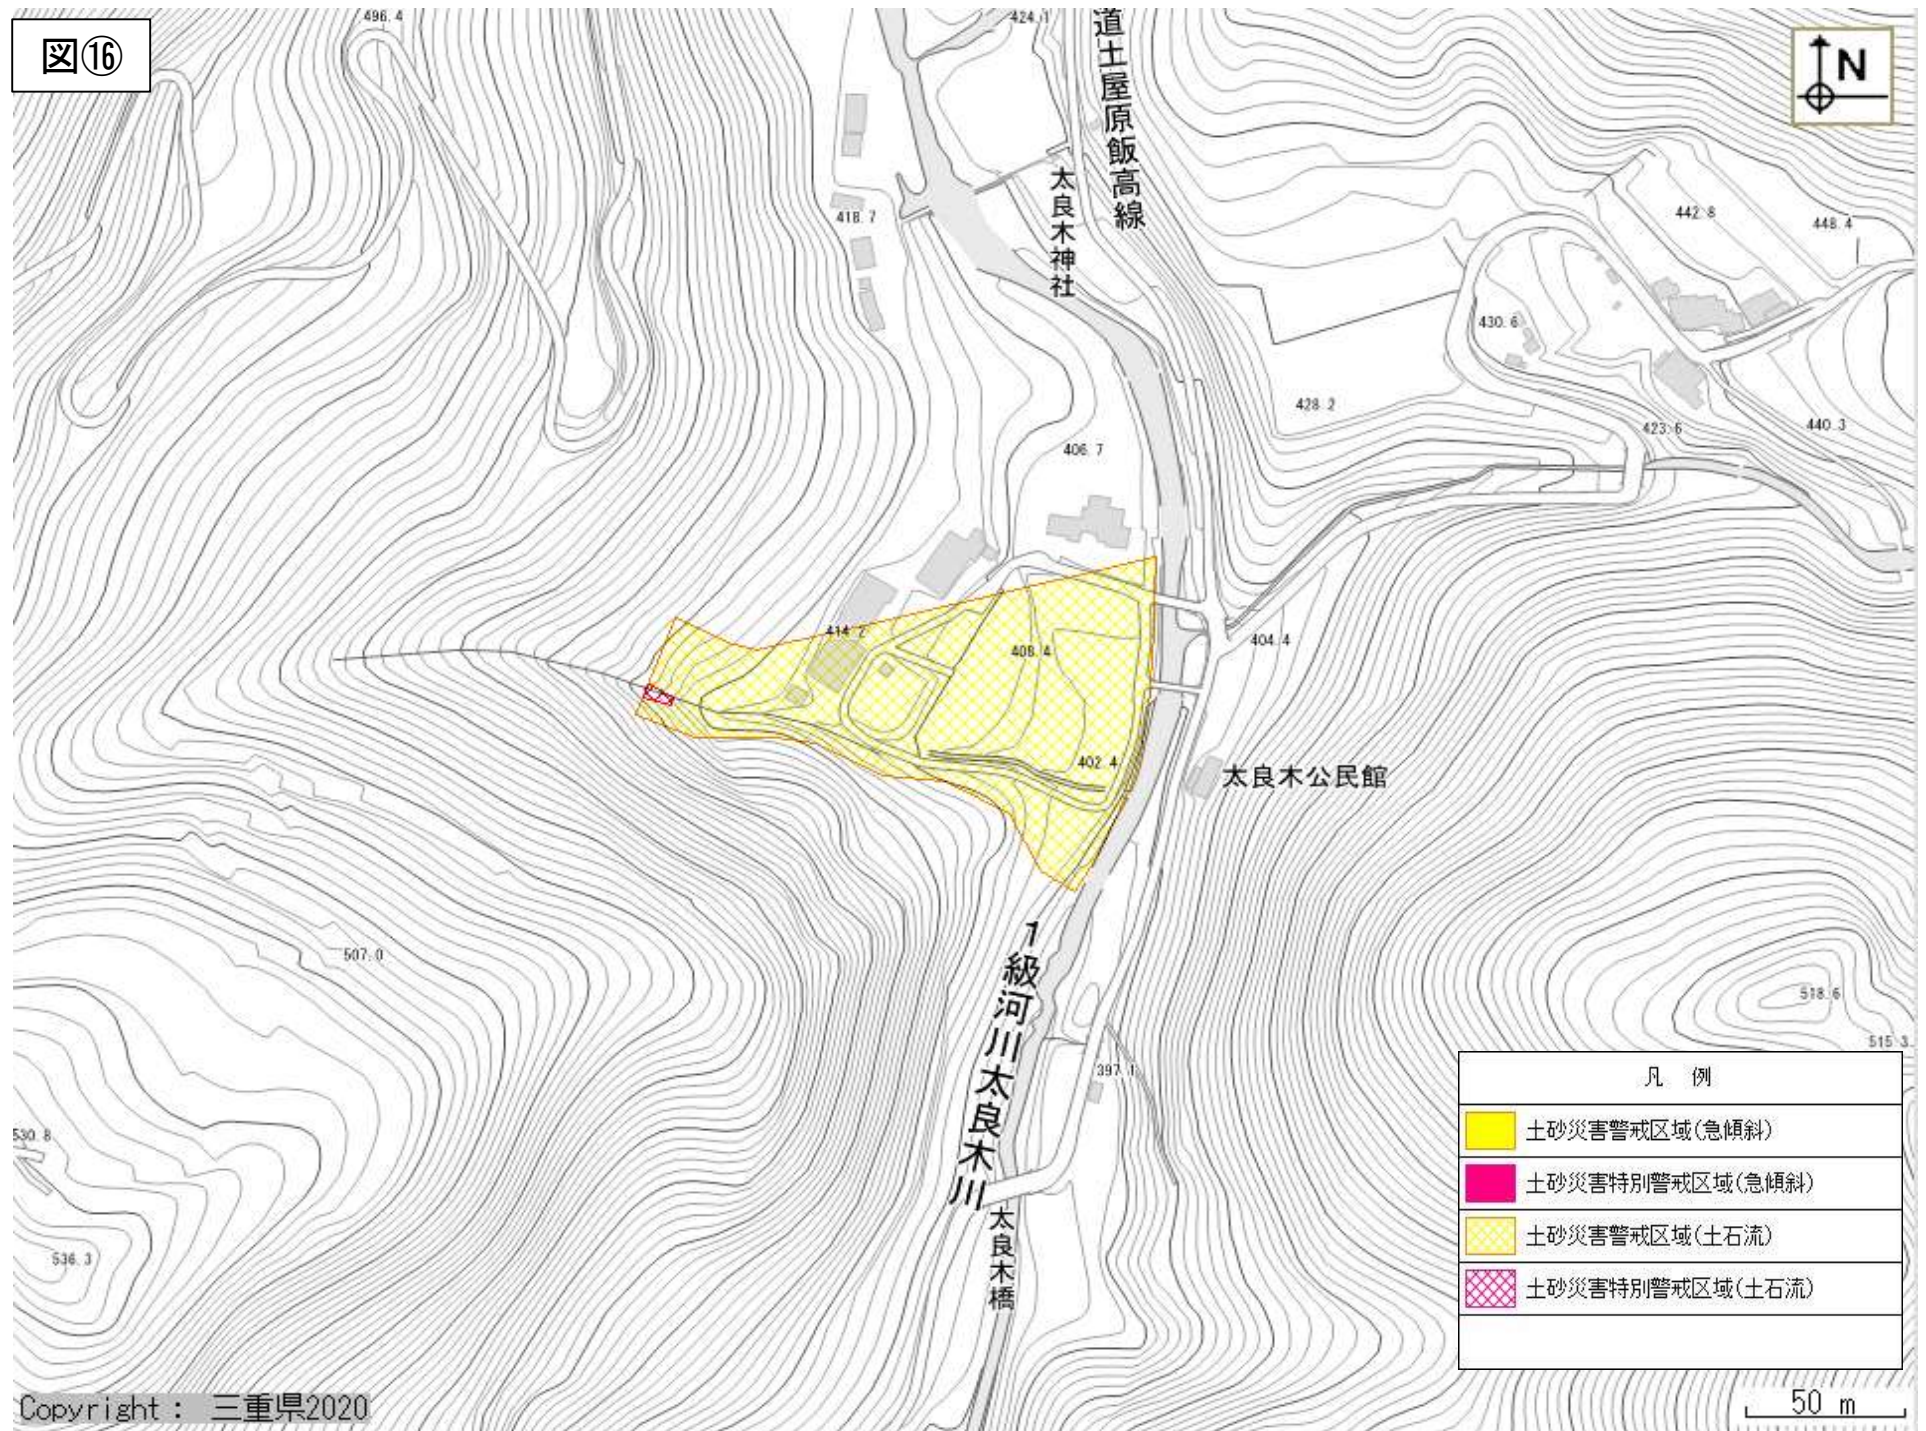 図⑯
496.4
424.1
道土屋原飯高線
N
太良木神社
418.7
442.8
448.4
430.6
428.2
423.6
440.3
406.7
414.2
408.4
404.4
402.4
太良木公民館
507.0
1級河川太良木川
518.6
515.3
397.1
530.8
536.3
太良木橋
凡 例
土砂災害警戒区域(急傾斜)
土砂災害特別警戒区域(急傾斜)
土砂災害警戒区域(土石流)
土砂災害特別警戒区域(土石流)
Copyright : 三重県2020
50 m